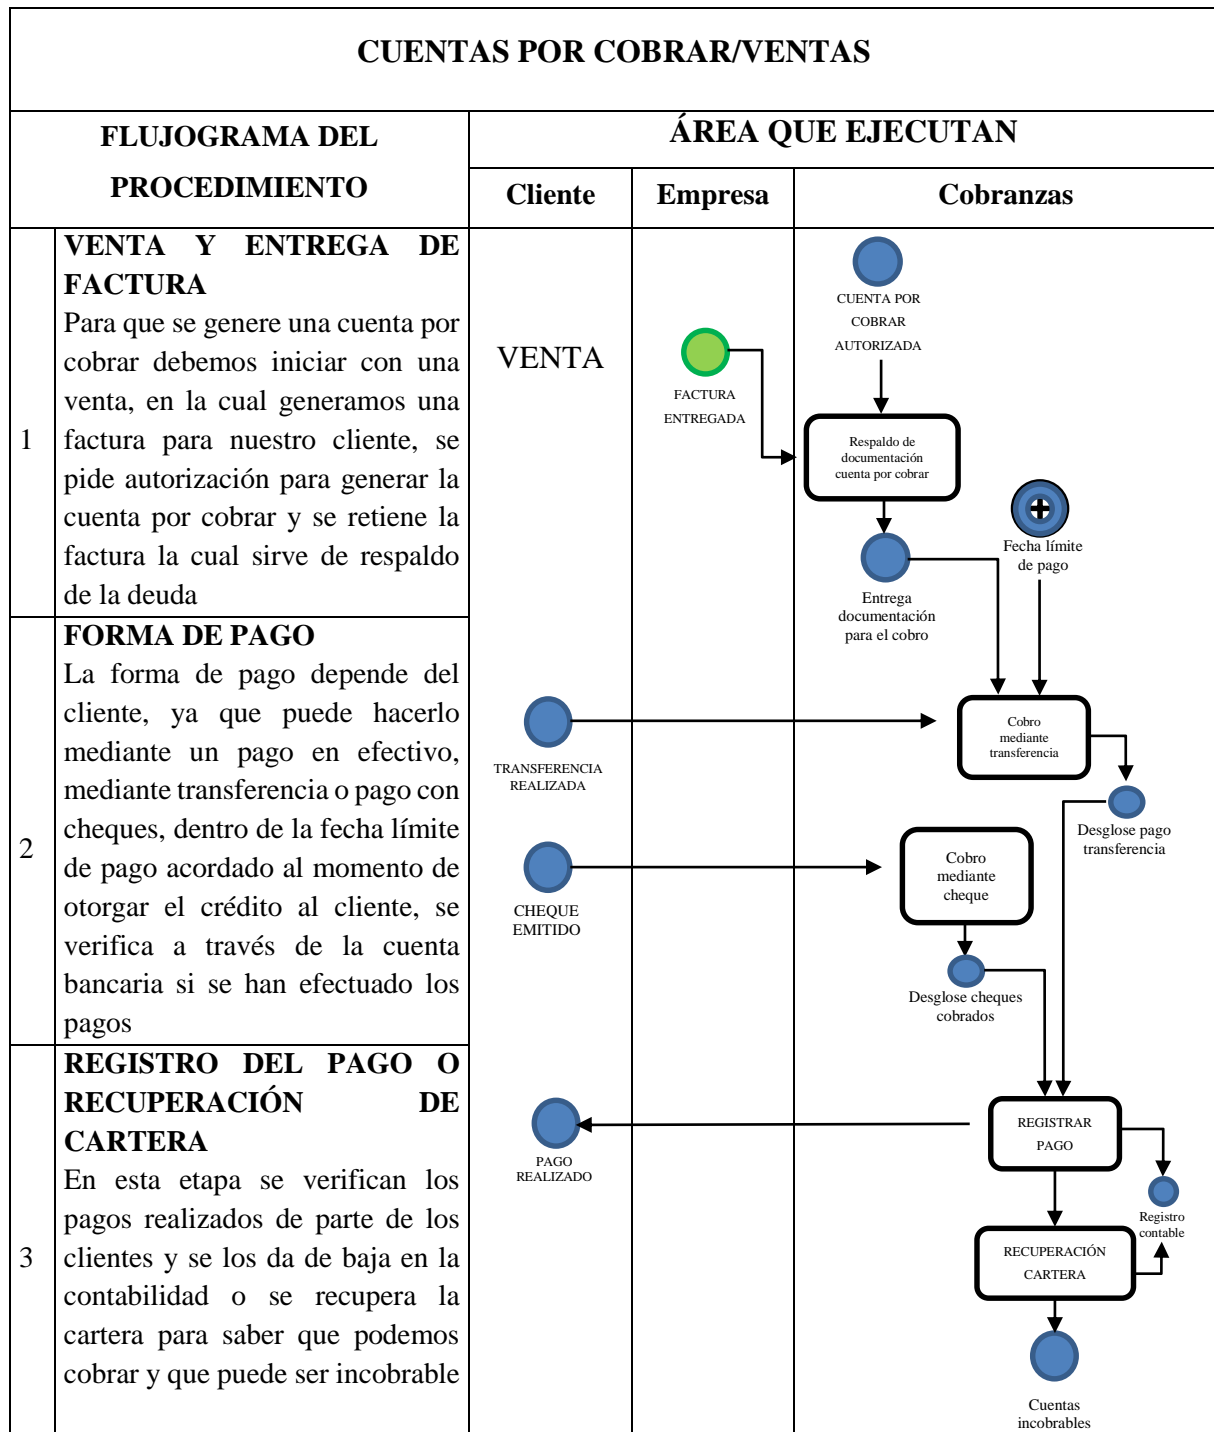 CUENTAS POR COBRAR/VENTAS
FLUJOGRAMA DEL
PROCEDIMIENTO
ÁREA QUE EJECUTAN
Cliente
Empresa
Cobranzas
1
VENTA Y ENTREGA DE
FACTURA
Para que se genere una cuenta por
cobrar debemos iniciar con una
venta, en la cual generamos una
factura para nuestro cliente, se
pide autorización para generar la
cuenta por cobrar y se retiene la
factura la cual sirve de respaldo
de la deuda
VENTA
FACTURA
ENTREGADA
CUENTA POR
COBRAR
AUTORIZADA
Respaldo de
documentación
cuenta por cobrar
Fecha límite
de pago
Entrega
documentación
para el cobro
2
FORMA DE PAGO
La forma de pago depende del
cliente, ya que puede hacerlo
mediante un pago en efectivo,
mediante transferencia o pago con
cheques, dentro de la fecha límite
de pago acordado al momento de
otorgar el crédito al cliente, se
verifica a través de la cuenta
bancaria si se han efectuado los
pagos
TRANSFERENCIA
REALIZADA
Cobro
mediante
transferencia
Desglose pago
transferencia
CHEQUE
EMITIDO
Cobro
mediante
cheque
Desglose cheques
cobrados
3
REGISTRO DEL PAGO O
RECUPERACIÓN DE
CARTERA
En esta etapa se verifican los
pagos realizados de parte de los
clientes y se los da de baja en la
contabilidad o se recupera la
cartera para saber que podemos
cobrar y que puede ser incobrable
PAGO
REALIZADO
REGISTRAR
PAGO
Registro
contable
RECUPERACIÓN
CARTERA
Cuentas
incobrables